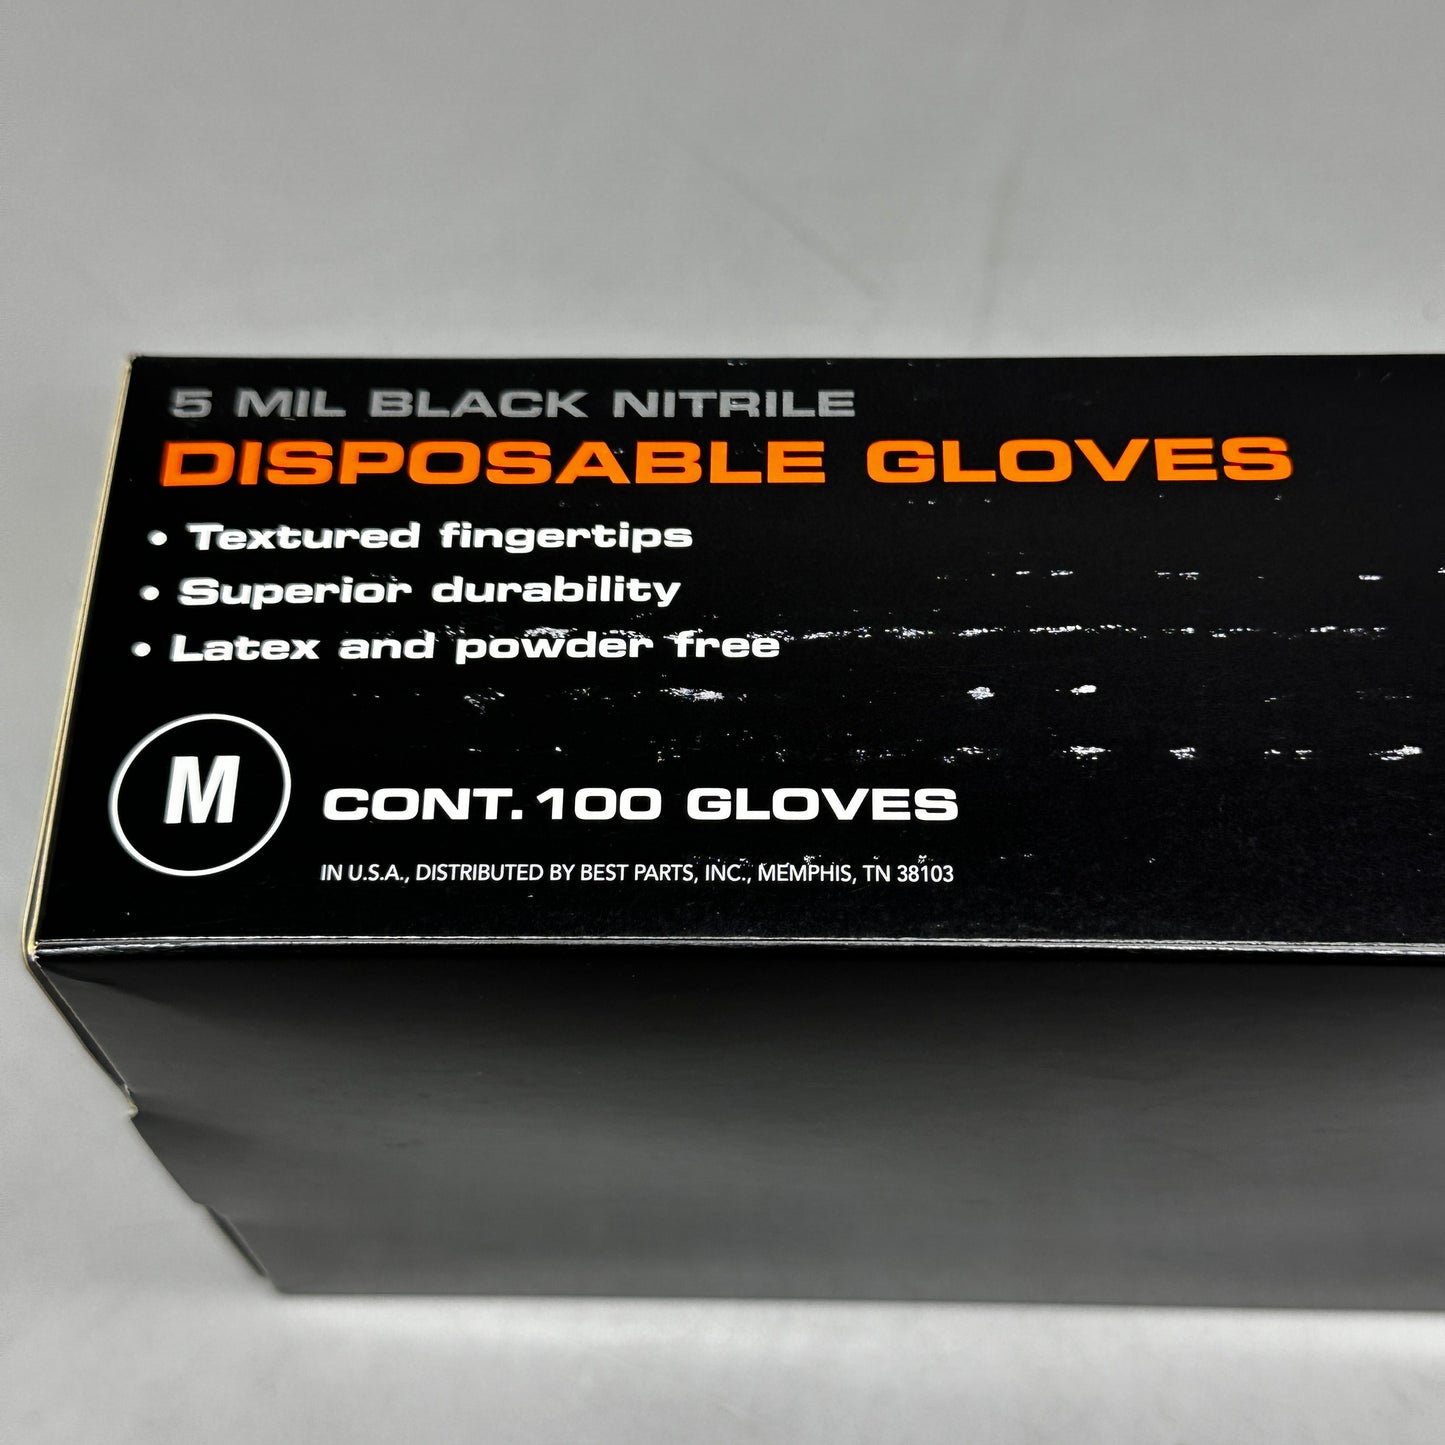 5 MIL BLACK NITRILE
DISPOSABLE GLOVES
• Textured fingertips
• Superior durability
• Latex and powder free
M
CONT. 100 GLOVES
IN U.S.A., DISTRIBUTED BY BEST PARTS, INC., MEMPHIS, TN 38103